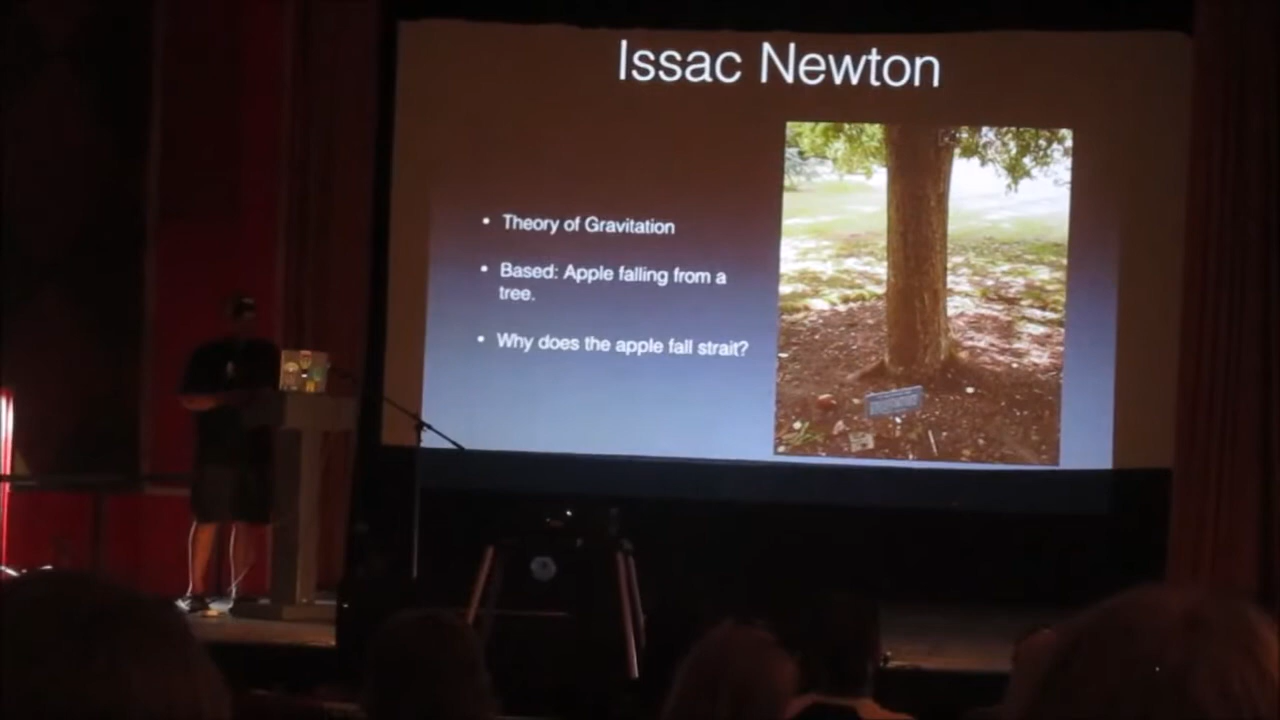 Issac Newton
• Theory of Gravitation
• Based: Apple falling from a
tree.
• Why does the apple fall strait?